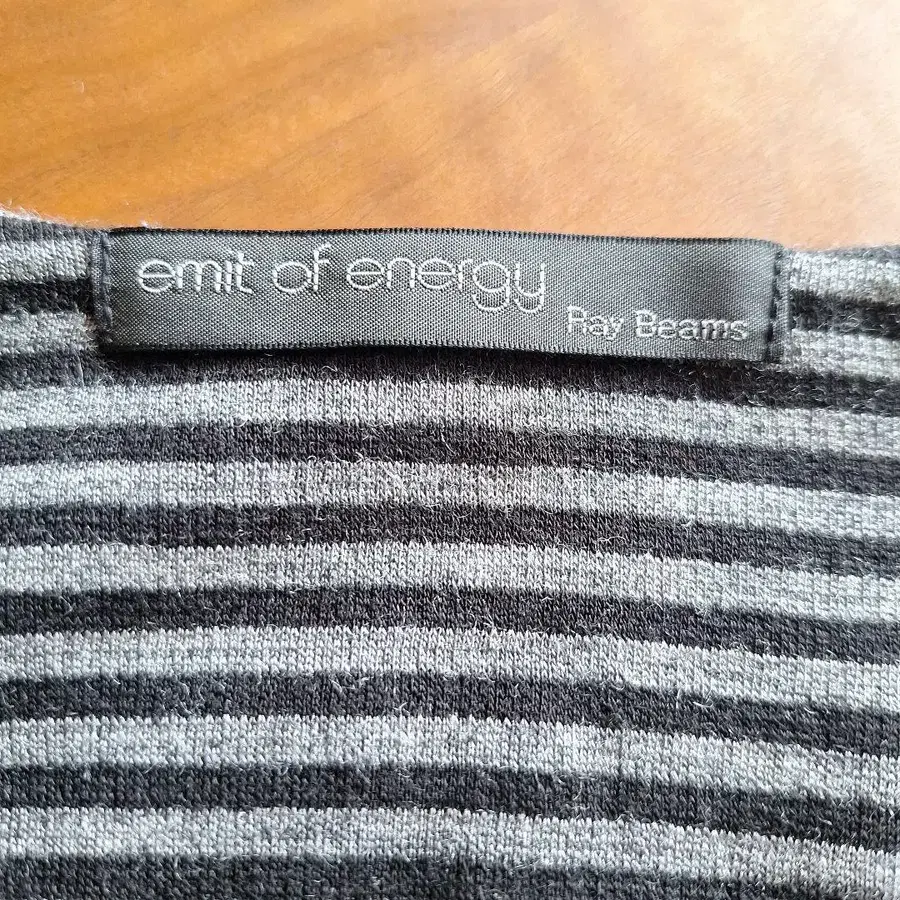 emit of energy
Ray Beams